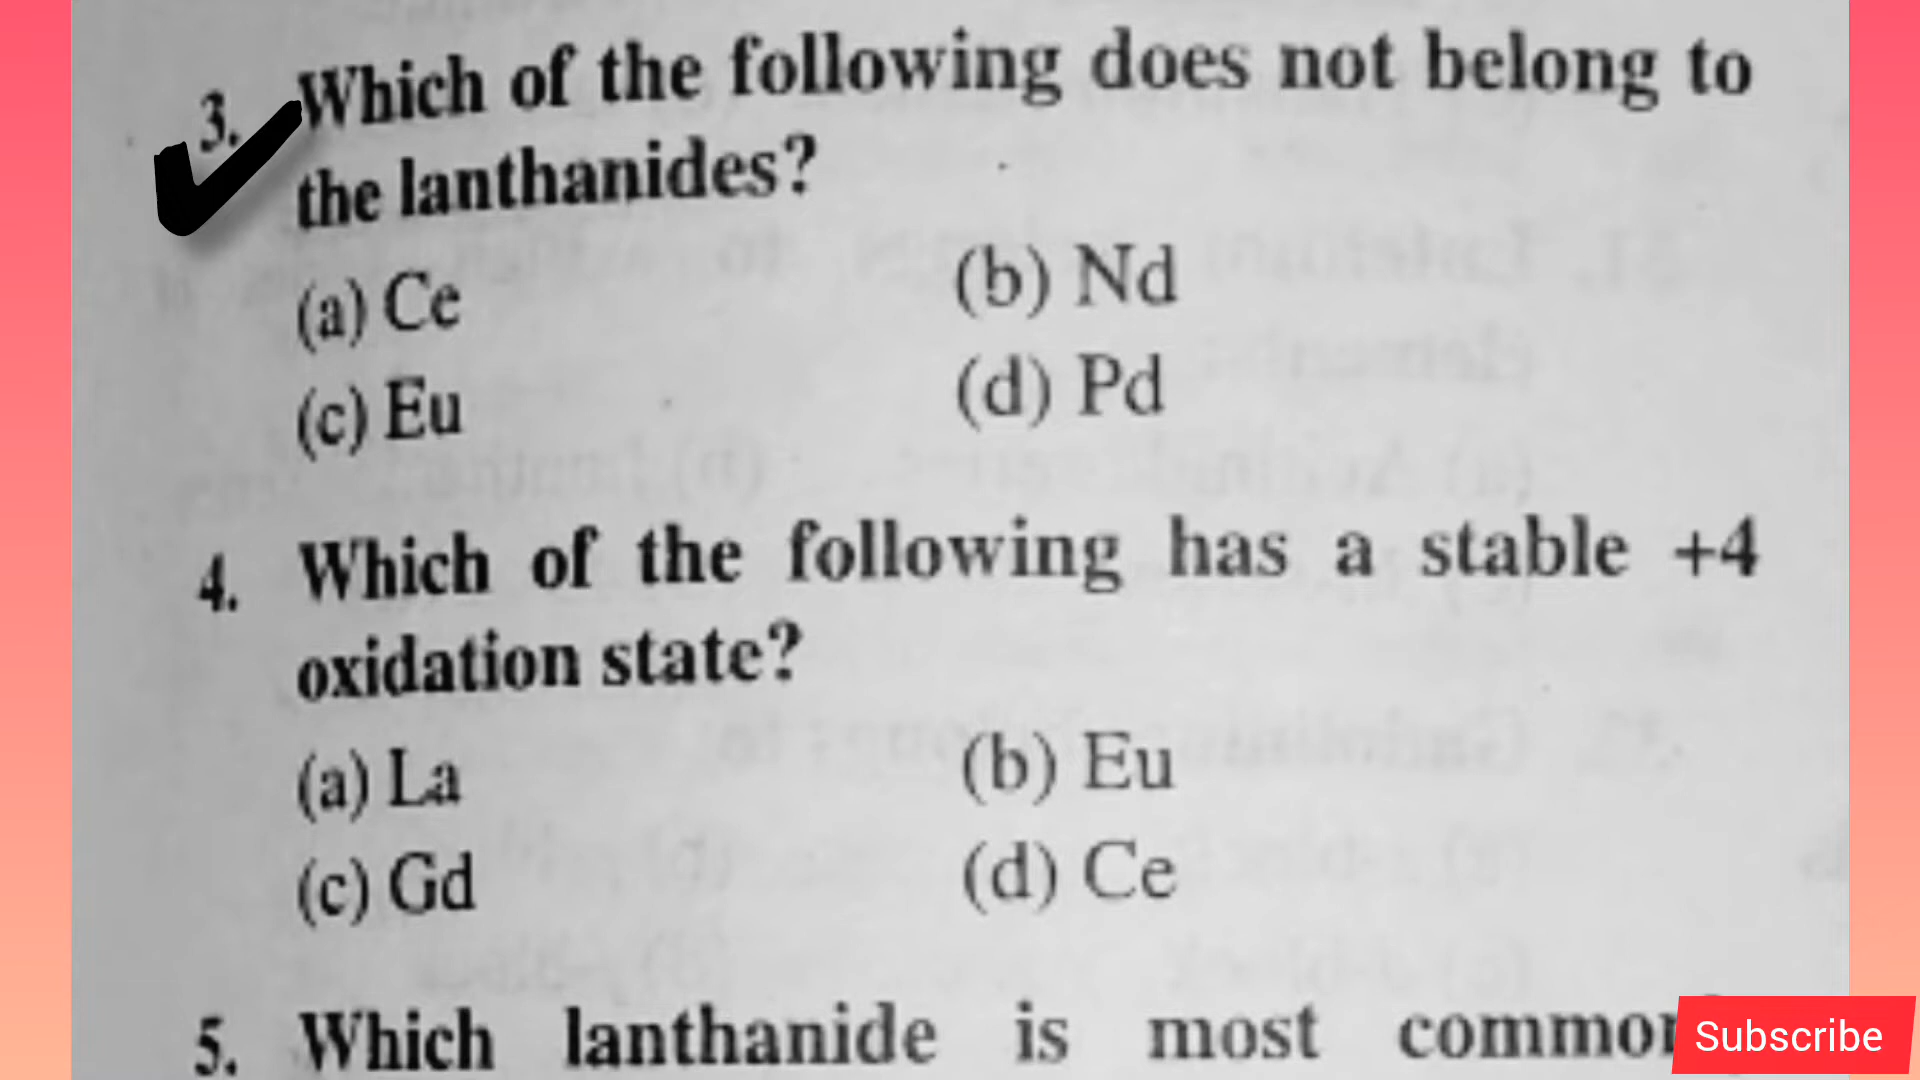 3. Which of the following does not belong to
the lanthanides?
(a) Ce (b) Nd
(c) Eu (d) Pd
4. Which of the following has a stable +4
oxidation state?
(a) La (b) Eu
(c) Gd (d) Ce
5. Which lanthanide is most
Subscribe